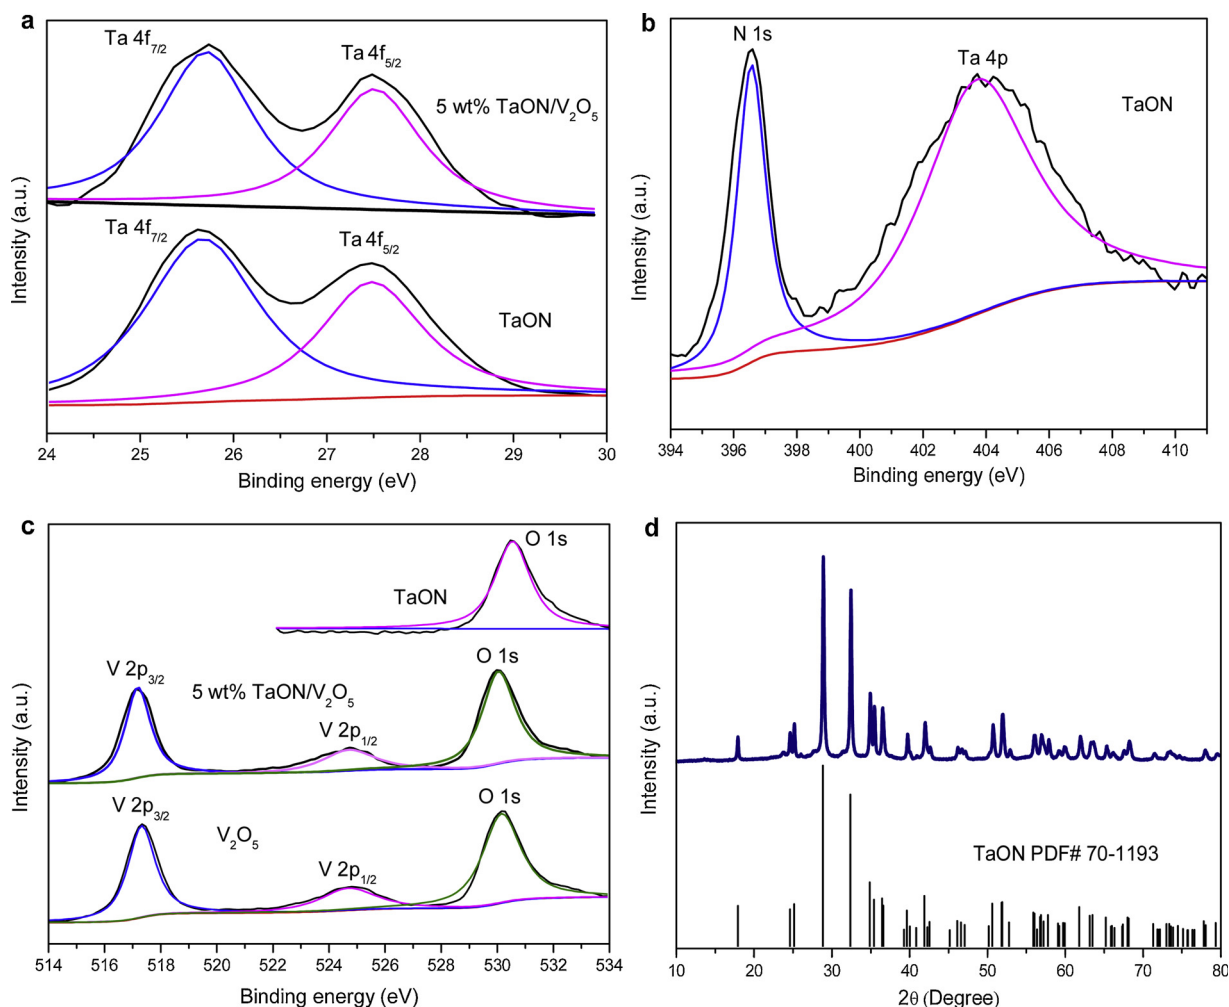 a
Ta 4f7/2
Ta 4f5/2
5 wt% TaON/V2O5
Ta 4f7/2
Ta 4f5/2
TaON
Intensity (a.u.)
24 25 26 27 28 29 30
Binding energy (eV)
b
N 1s
Ta 4p
TaON
Intensity (a.u.)
394 396 398 400 402 404 406 408 410
Binding energy (eV)
c
O 1s
TaON
V 2p3/2
5 wt% TaON/V2O5
V 2p1/2
O 1s
V 2p3/2
V2O5
V 2p1/2
O 1s
Intensity (a.u.)
514 516 518 520 522 524 526 528 530 532 534
Binding energy (eV)
d
TaON PDF# 70-1193
Intensity (a.u.)
10 20 30 40 50 60 70 80
2θ (Degree)